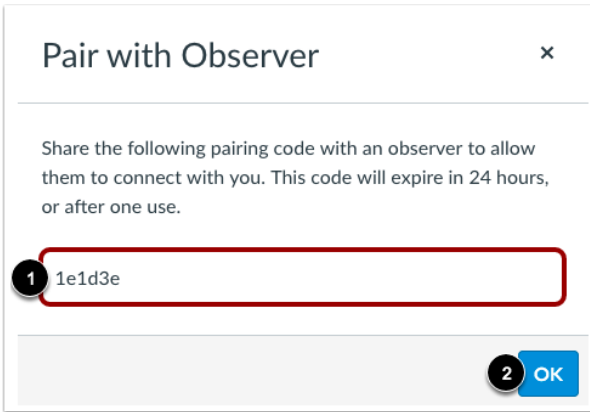 Pair with Observer ×
Share the following pairing code with an observer to allow
them to connect with you. This code will expire in 24 hours,
or after one use.
1 1e1d3e
2 OK